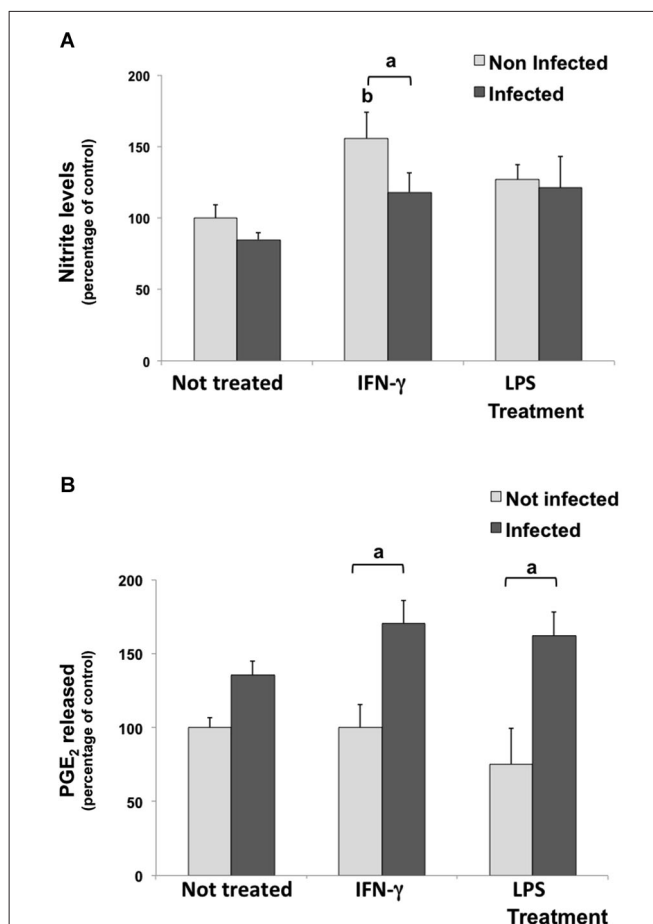 A
Non Infected
Infected
a
b
200
150
100
50
0
Nitrite levels
(percentage of control)
Not treated
IFN-γ
LPS
Treatment
B
Not infected
Infected
a
a
200
150
100
50
0
PGE₂ released
(percentage of control)
Not treated
IFN-γ
LPS
Treatment